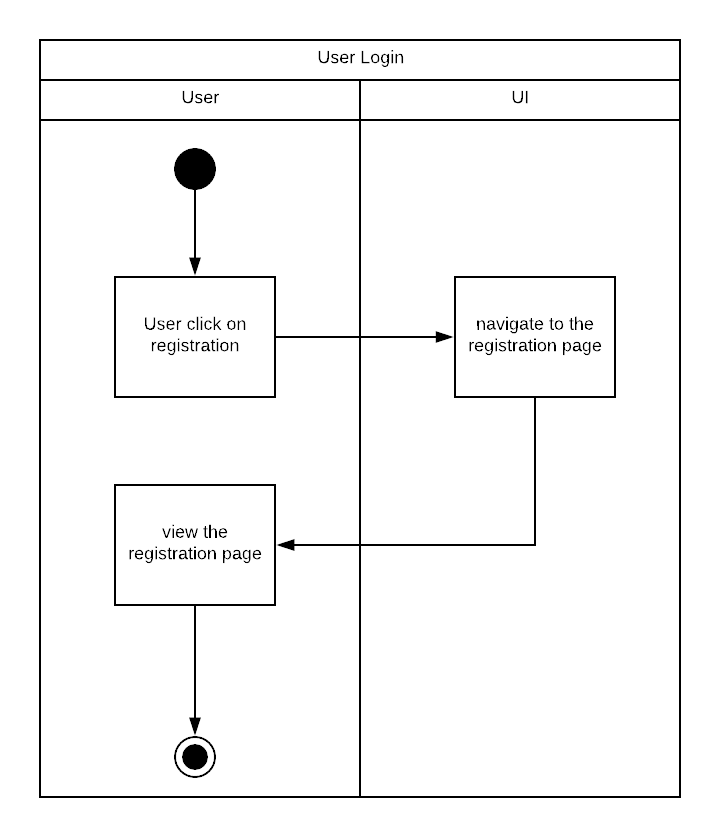 User Login
User
UI
User click on
registration
navigate to the
registration page
view the
registration page